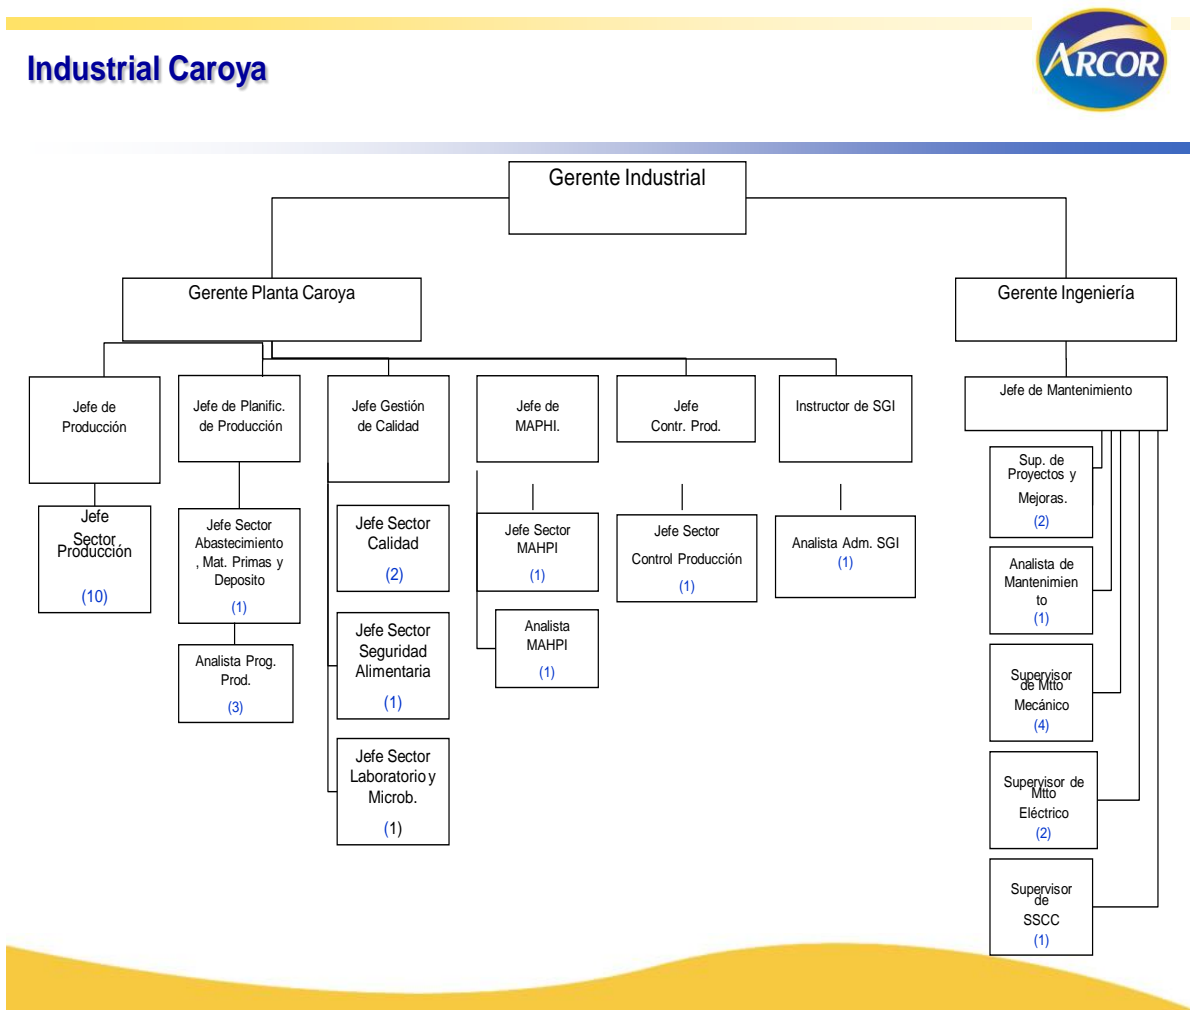 ARCOR
Industrial Caroya
Gerente Industrial
Gerente Planta Caroya
Gerente Ingeniería
Jefe de
Producción
Jefe de Planific.
de Producción
Jefe Gestión
de Calidad
Jefe de
MAPHI.
Jefe
Contr. Prod.
Instructor de SGI
Jefe de Mantenimiento
Jefe
Sector
Producción
(10)
Jefe Sector
Abastecimiento
, Mat. Primas y
Deposito
(1)
Analista Prog.
Prod.
(3)
Jefe Sector
Calidad
(2)
Jefe Sector
Seguridad
Alimentaria
(1)
Jefe Sector
Laboratorio y
Microb.
(1)
Jefe Sector
MAHPI
(1)
Analista
MAHPI
(1)
Jefe Sector
Control Producción
(1)
Analista Adm. SGI
(1)
Sup. de
Proyectos y
Mejoras.
(2)
Analista de
Mantenimien
to
(1)
Supervisor
de Mtto
Mecánico
(4)
Supervisor de
Mtto
Eléctrico
(2)
Supervisor
de
SSCC
(1)